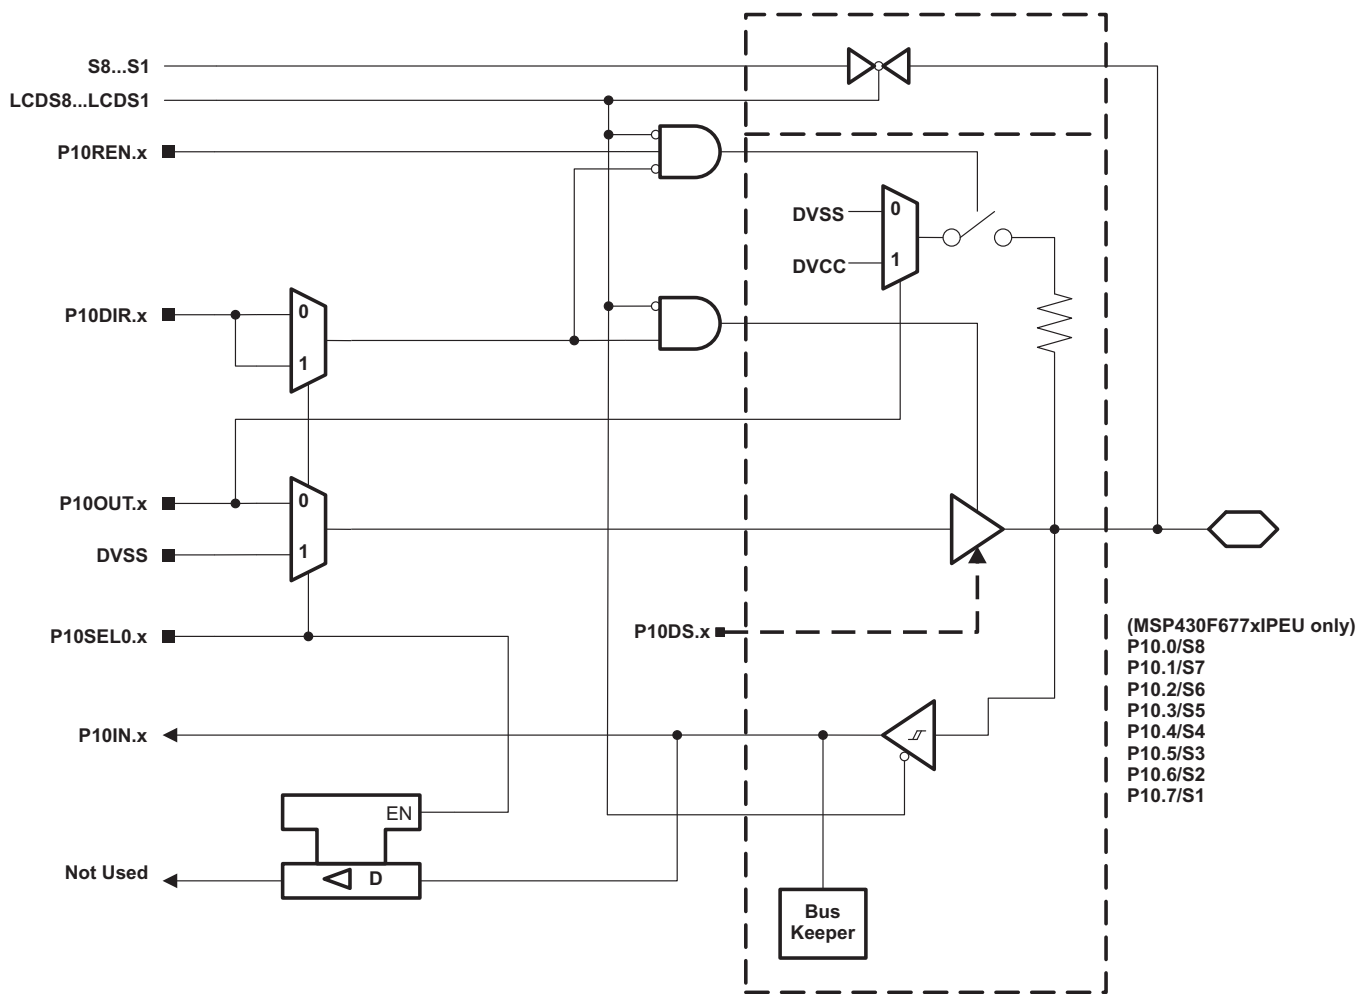 S8...S1
LCDS8...LCDS1
P10REN.x
DVSS
0
DVCC
1
P10DIR.x
0
1
P10OUT.x
0
DVSS
1
P10SEL0.x
P10DS.x
(MSP430F677xIPEU only)
P10.0/S8
P10.1/S7
P10.2/S6
P10.3/S5
P10.4/S4
P10.5/S3
P10.6/S2
P10.7/S1
P10IN.x
EN
Not Used
D
Bus
Keeper